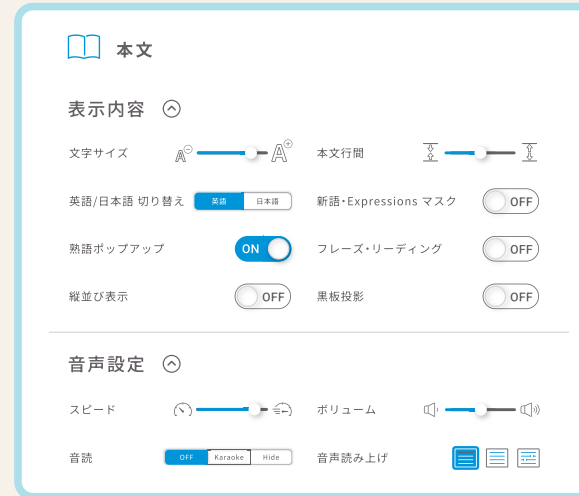 本文
表示内容
文字サイズ A A
本文行間
英語/日本語 切り替え 英語 日本語
新語・Expressions マスク OFF
熟語ポップアップ ON
フレーズ・リーディング OFF
縦並び表示 OFF
黒板投影 OFF
音声設定
スピード
ボリューム
音読 OFF Karaoke Hide
音声読み上げ